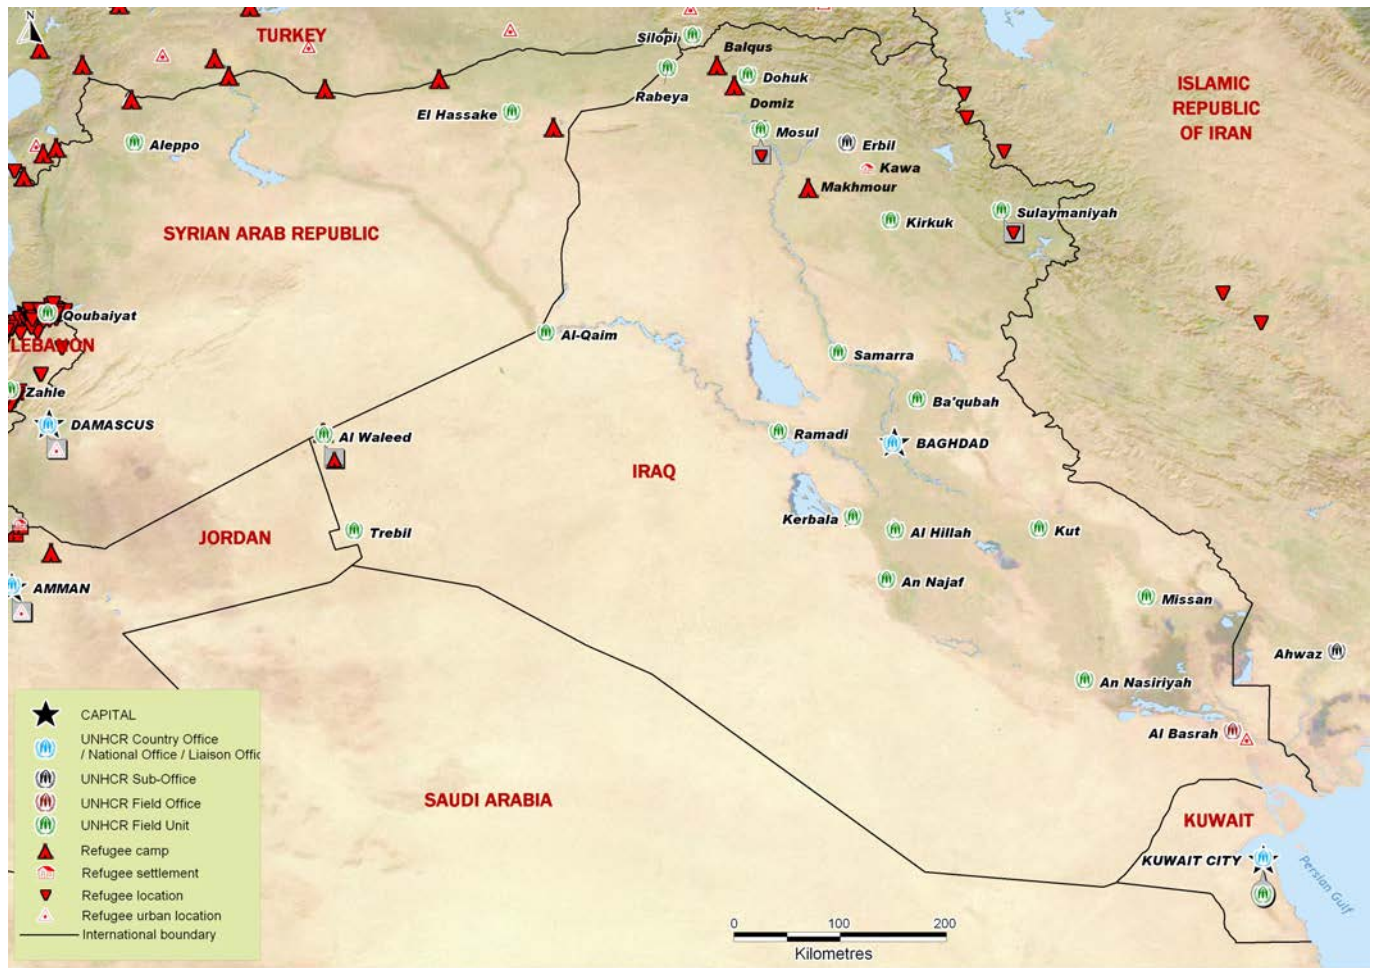 N
TURKEY
Silopi
Balqus
Dohuk
Rabeya
Domiz
El Hassake
Mosul
Erbil
Aleppo
Kawa
Makhmour
ISLAMIC
REPUBLIC
OF IRAN
Kirkuk
Sulaymaniyah
SYRIAN ARAB REPUBLIC
Qoubaiyat
LEBANON
Al-Qaim
Samarra
Zahle
Ba'qubah
DAMASCUS
Al Waleed
Ramadi
BAGHDAD
IRAQ
Kerbala
Al Hillah
Kut
JORDAN
Trebil
An Najaf
AMMAN
Missan
Ahwaz
An Nasiriyah
Al Basrah
SAUDI ARABIA
KUWAIT
KUWAIT CITY
Persian Gulf
CAPITAL
UNHCR Country Office
/ National Office / Liaison Offic
UNHCR Sub-Office
UNHCR Field Office
UNHCR Field Unit
Refugee camp
Refugee settlement
Refugee location
Refugee urban location
International boundary
0 100 200
Kilometres